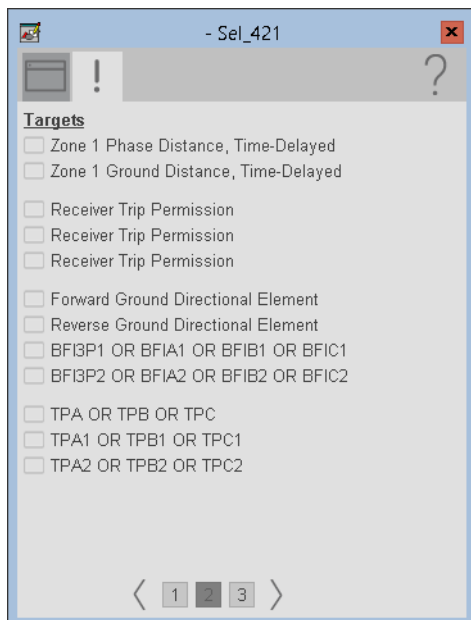 - Sel_421
Targets
Zone 1 Phase Distance, Time-Delayed
Zone 1 Ground Distance, Time-Delayed
Receiver Trip Permission
Receiver Trip Permission
Receiver Trip Permission
Forward Ground Directional Element
Reverse Ground Directional Element
BFI3P1 OR BFIA1 OR BFIB1 OR BFIC1
BFI3P2 OR BFIA2 OR BFIB2 OR BFIC2
TPA OR TPB OR TPC
TPA1 OR TPB1 OR TPC1
TPA2 OR TPB2 OR TPC2
1 2 3